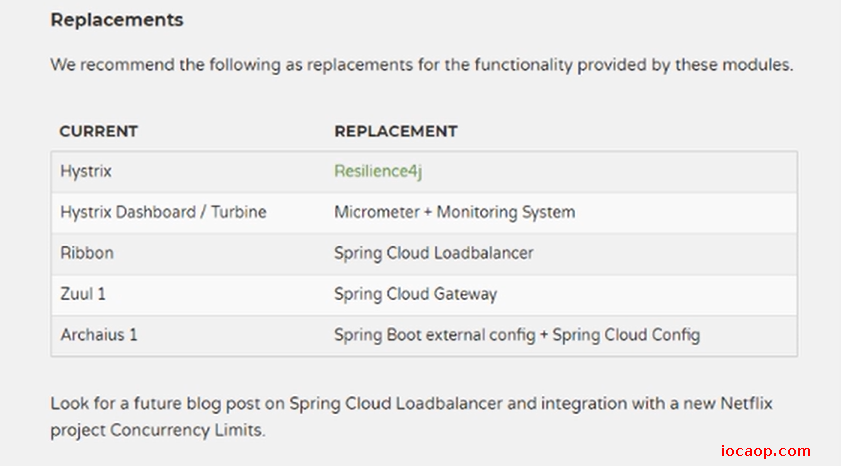 Replacements
We recommend the following as replacements for the functionality provided by these modules.
CURRENT REPLACEMENT
Hystrix Resilience4j
Hystrix Dashboard / Turbine Micrometer + Monitoring System
Ribbon Spring Cloud Loadbalancer
Zuul 1 Spring Cloud Gateway
Archaius 1 Spring Boot external config + Spring Cloud Config
Look for a future blog post on Spring Cloud Loadbalancer and integration with a new Netflix
project Concurrency Limits.
iocaop.com